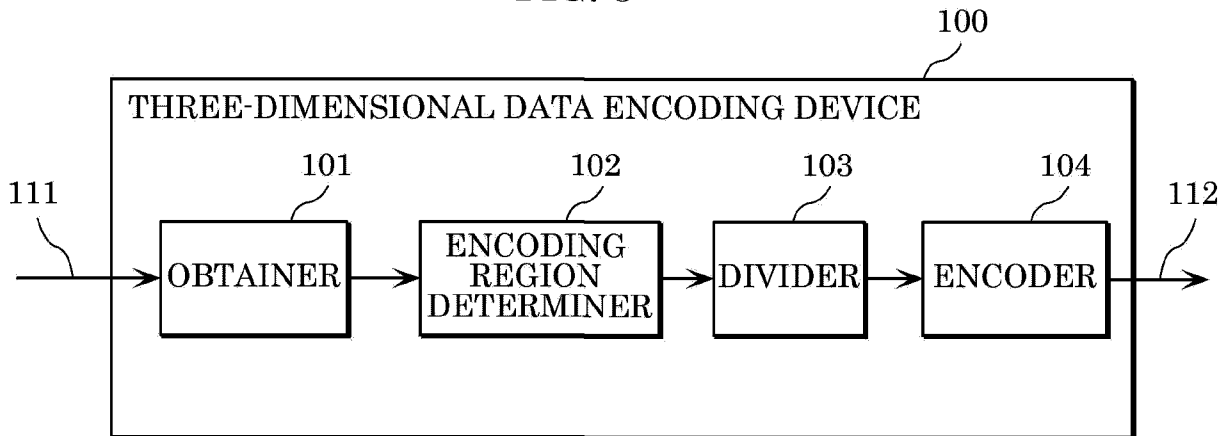 100
THREE-DIMENSIONAL DATA ENCODING DEVICE
101
102
103
104
111
112
OBTAINER
ENCODING
REGION
DETERMINER
DIVIDER
ENCODER